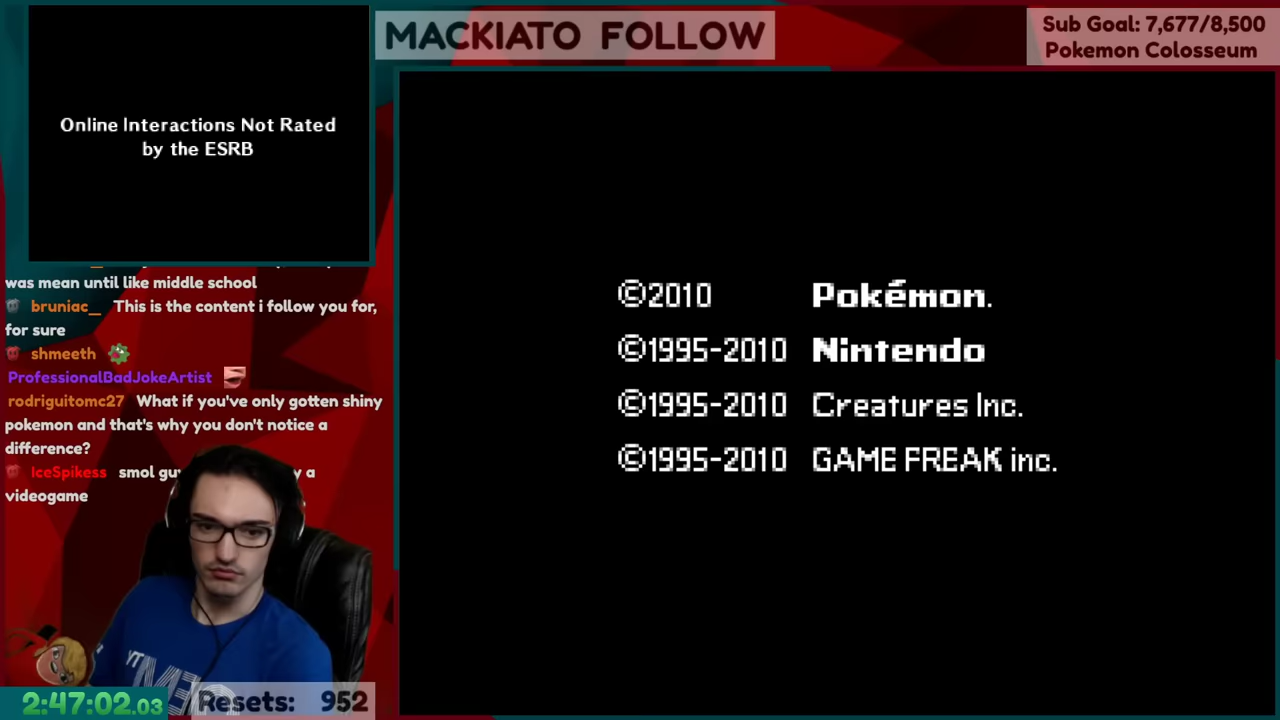 MACKIATO FOLLOW
Sub Goal: 7,677/8,500
Pokemon Colosseum
Online Interactions Not Rated
by the ESRB
was mean until like middle school
bruniac_ This is the content i follow you for,
for sure
shmeeth
ProfessionalBadJokeArtist
rodriguitomc27 What if you've only gotten shiny
pokemon and that's why you don't notice a
difference?
IceSpikess smol a
videogame
©2010 Pokémon.
©1995-2010 Nintendo
©1995-2010 Creatures Inc.
©1995-2010 GAME FREAK inc.
YT
2:47:02.03
Resets: 952